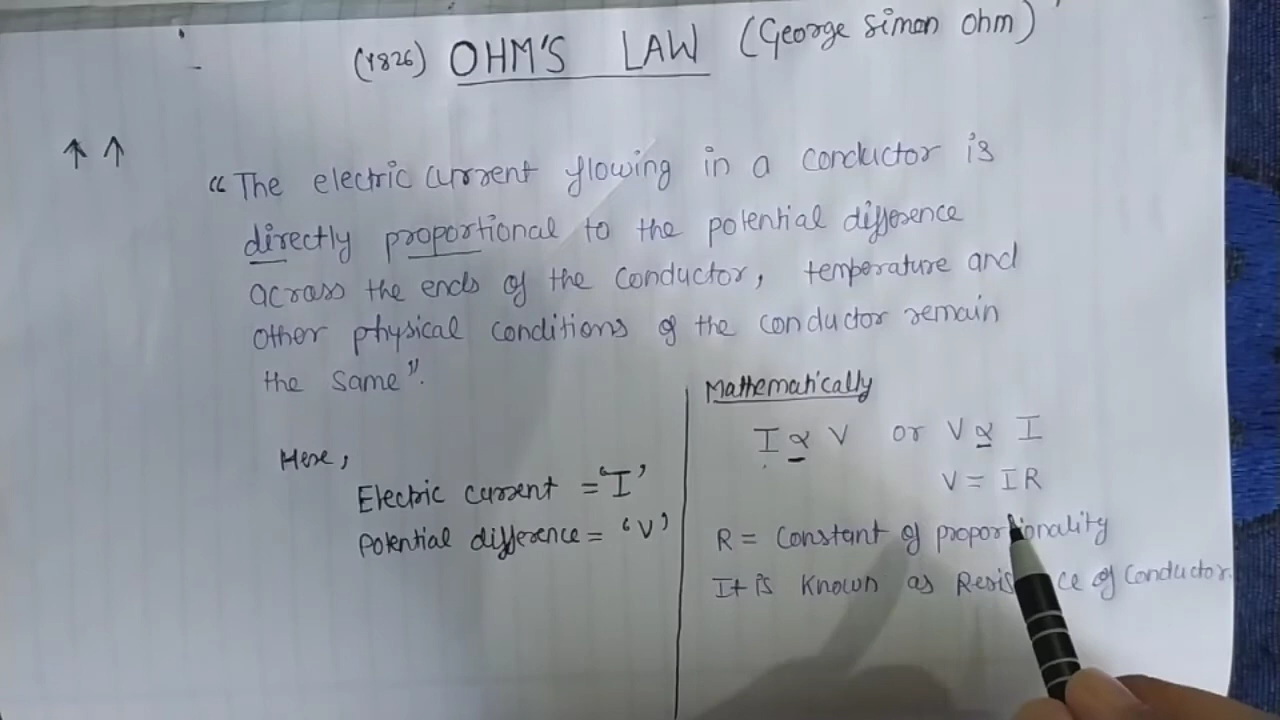 (1826) OHM'S LAW (George Simon Ohm)
↑ ↑
"The electric current flowing in a conductor is
directly proportional to the potential difference
across the ends of the conductor, temperature and
other physical conditions of the conductor remain
the same".
Here,
Electric current = 'I'
Potential difference = 'V'
Mathematically
I ∝ V or V ∝ I
V = IR
R = Constant of proportionality
It is known as of conductor.